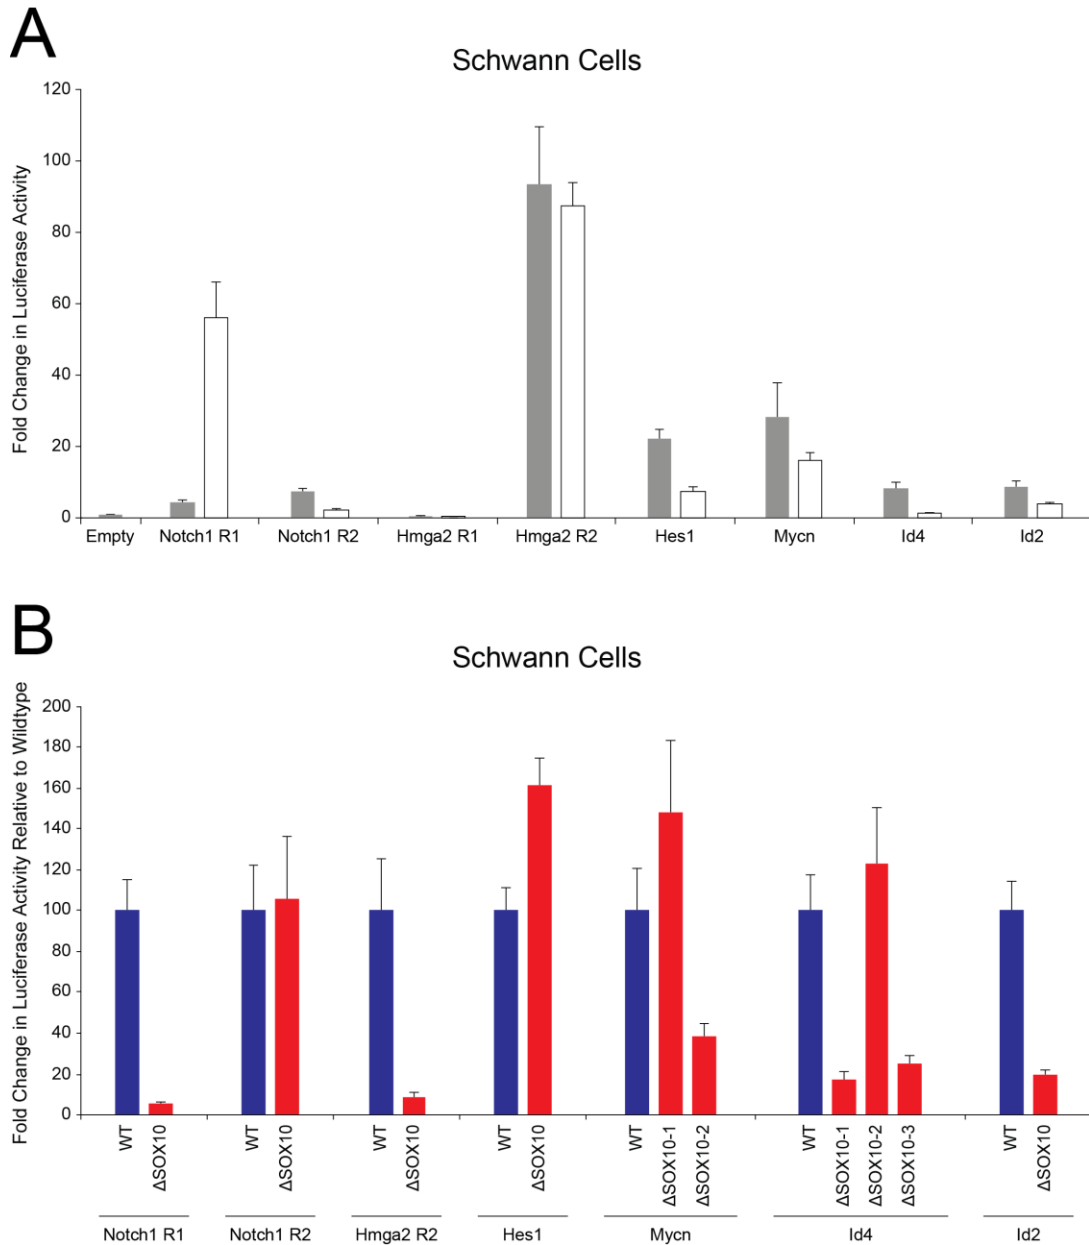 A
Schwann Cells
Fold Change in Luciferase Activity
120
100
80
60
40
20
0
Empty Notch1 R1 Notch1 R2 Hmga2 R1 Hmga2 R2 Hes1 Mycn Id4 Id2
B
Schwann Cells
Fold Change in Luciferase Activity Relative to Wildtype
200
180
160
140
120
100
80
60
40
20
0
WT ΔSOX10 WT ΔSOX10 WT ΔSOX10 WT ΔSOX10 WT ΔSOX10-1 ΔSOX10-2 WT ΔSOX10-1 ΔSOX10-2 ΔSOX10-3 WT ΔSOX10
Notch1 R1 Notch1 R2 Hmga2 R2 Hes1 Mycn Id4 Id2